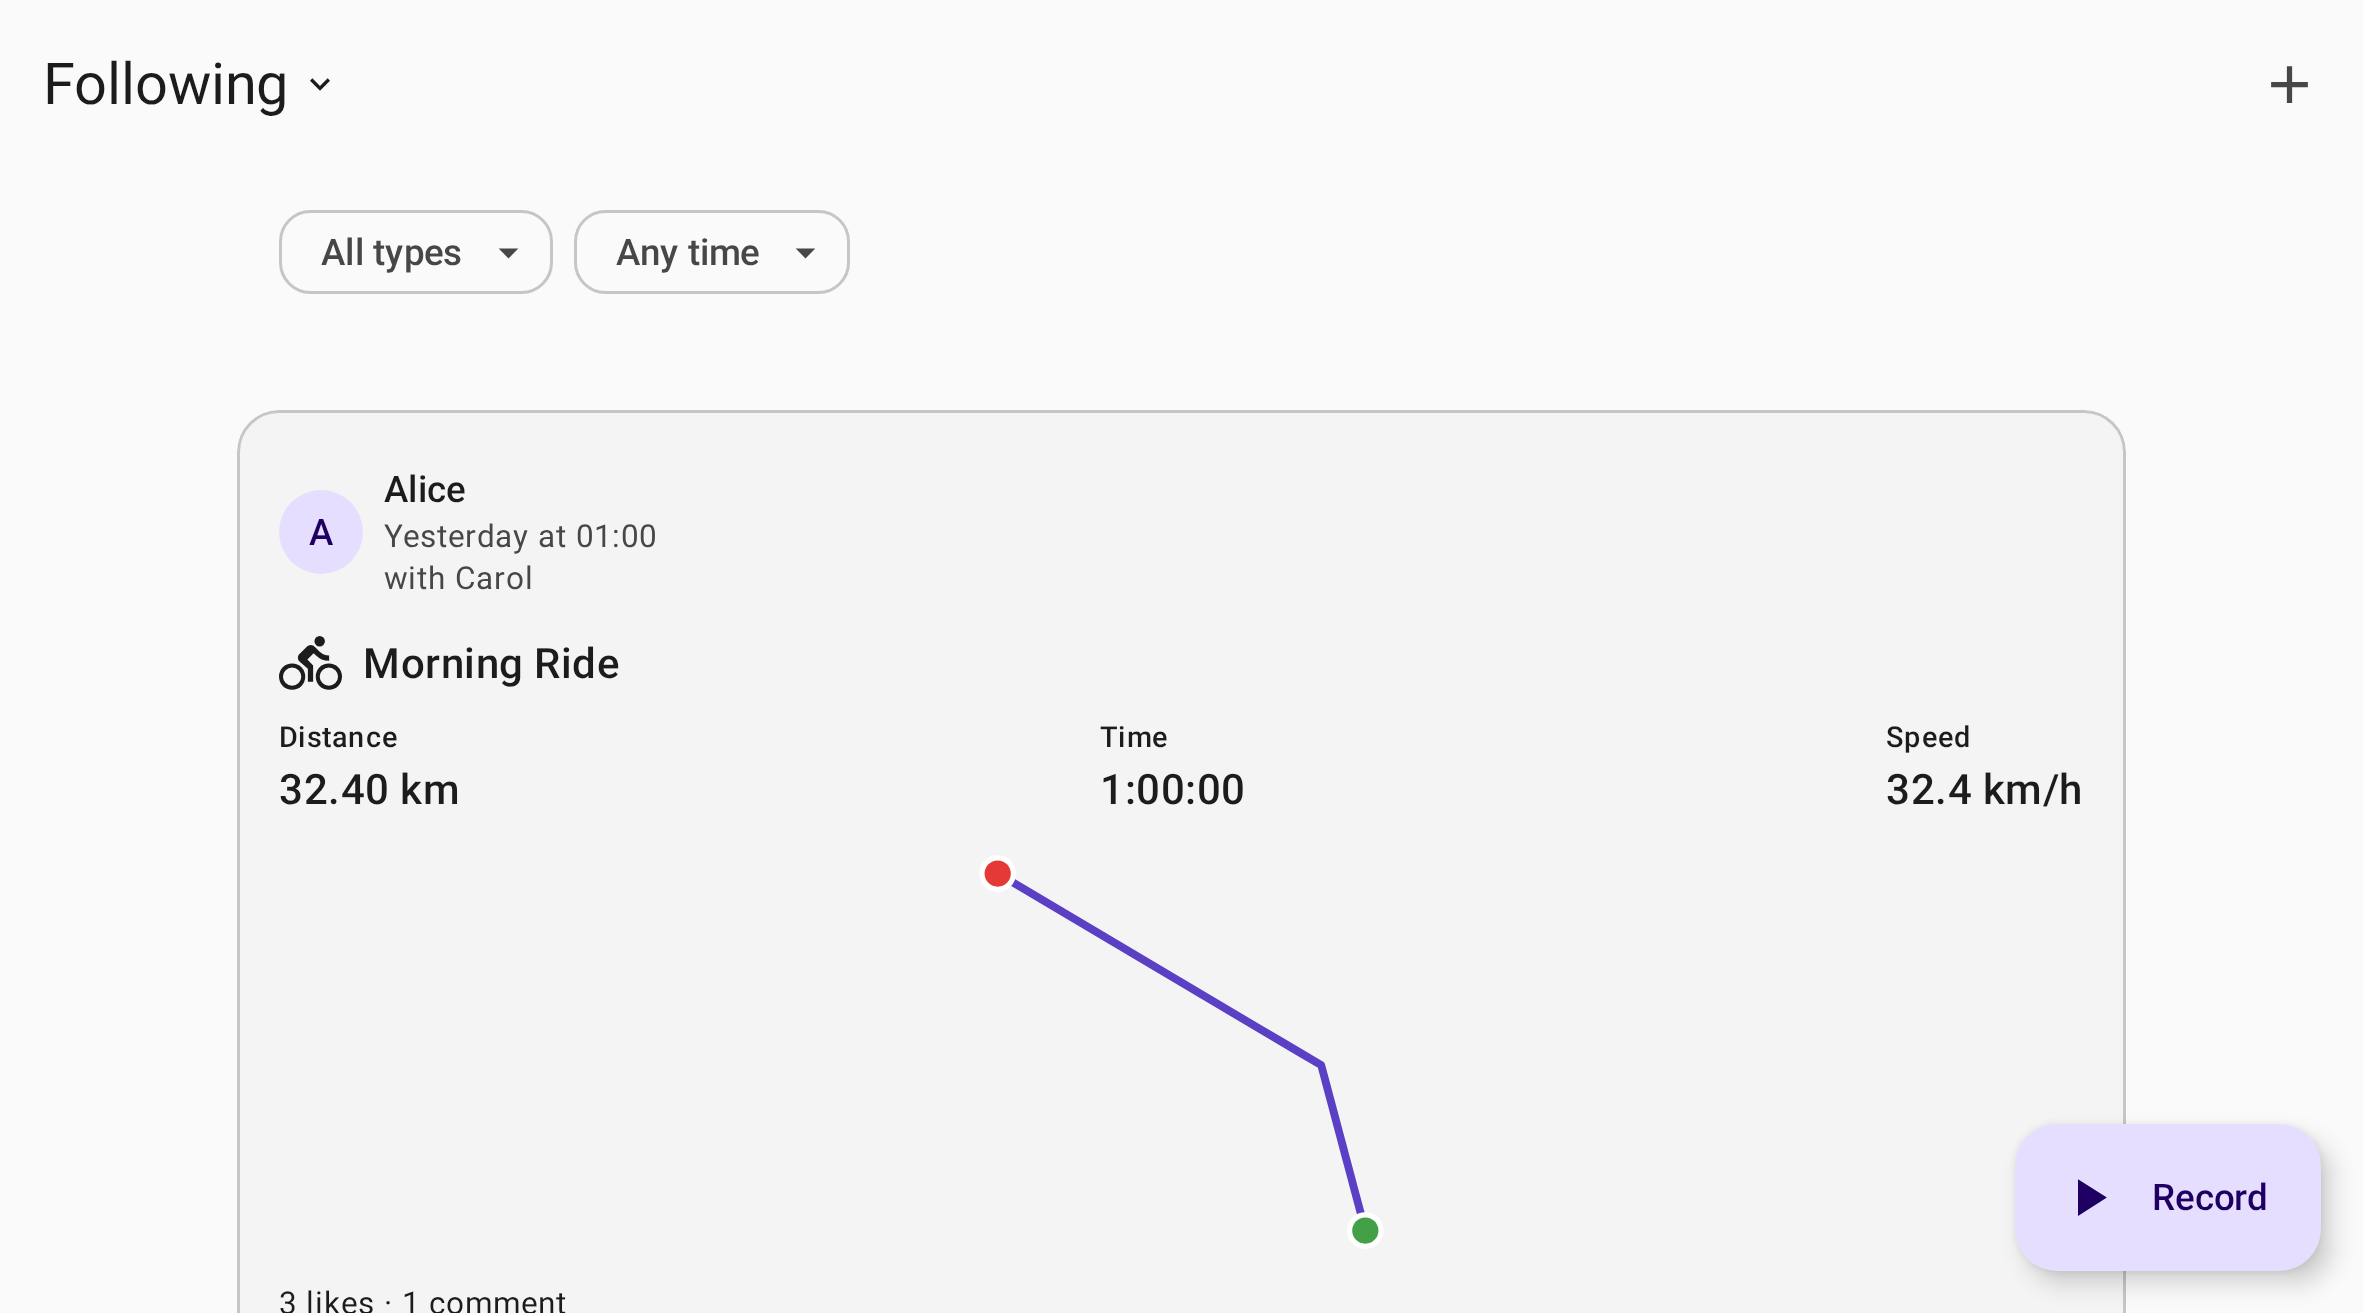 Following
All types
Any time
A
Alice
Yesterday at 01:00
with Carol
Morning Ride
Distance
Time
Speed
32.40 km
1:00:00
32.4 km/h
Record
3 likes · 1 comment